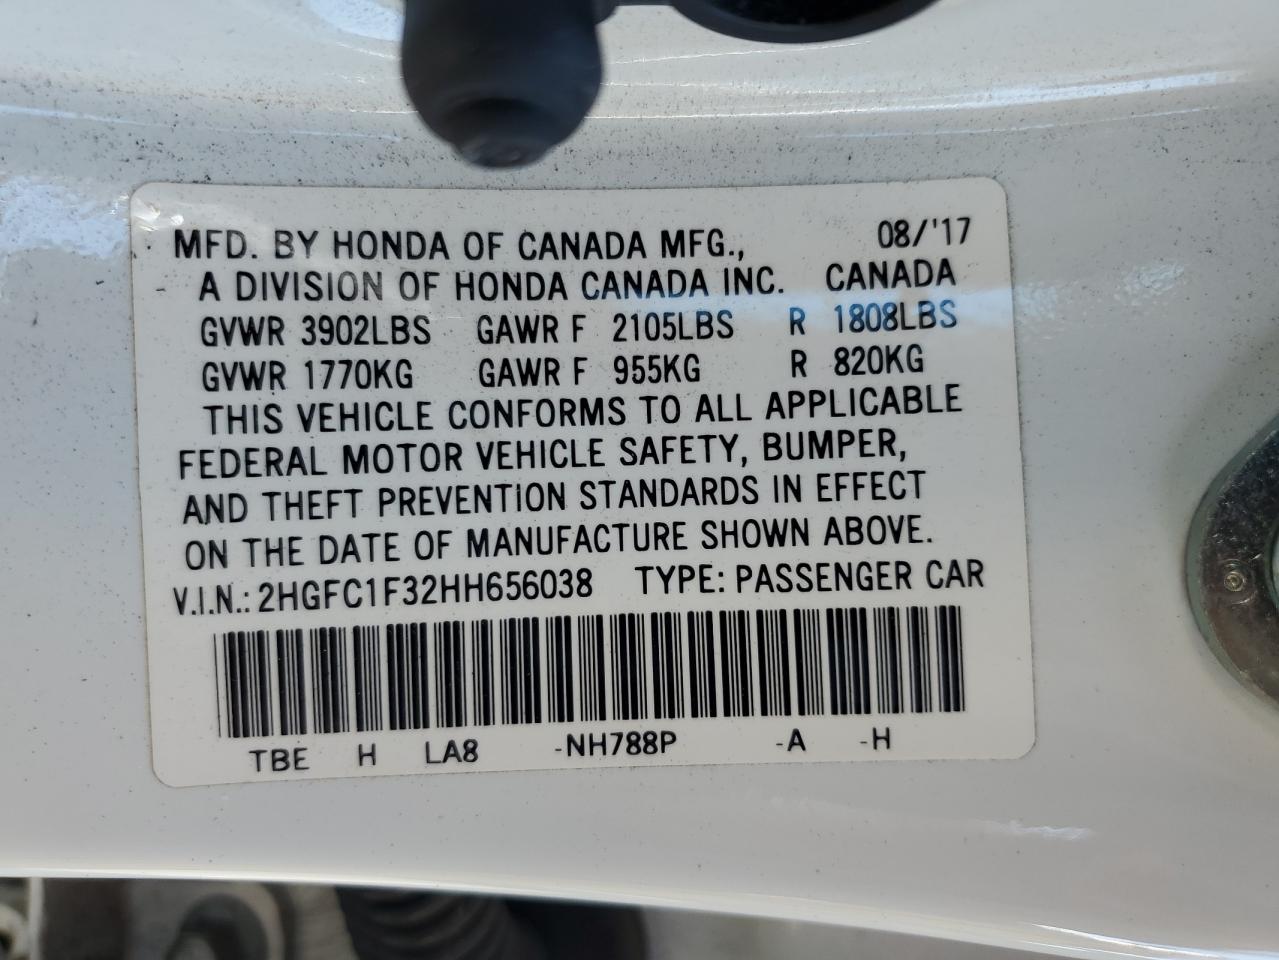 MFD. BY HONDA OF CANADA MFG., 08/'17
A DIVISION OF HONDA CANADA INC. CANADA
GVWR 3902LBS GAWR F 2105LBS R 1808LBS
GVWR 1770KG GAWR F 955KG R 820KG
THIS VEHICLE CONFORMS TO ALL APPLICABLE
FEDERAL MOTOR VEHICLE SAFETY, BUMPER,
AND THEFT PREVENTION STANDARDS IN EFFECT
ON THE DATE OF MANUFACTURE SHOWN ABOVE.
V.I.N.: 2HGFC1F32HH656038 TYPE: PASSENGER CAR
TBE H LA8 -NH788P -A -H